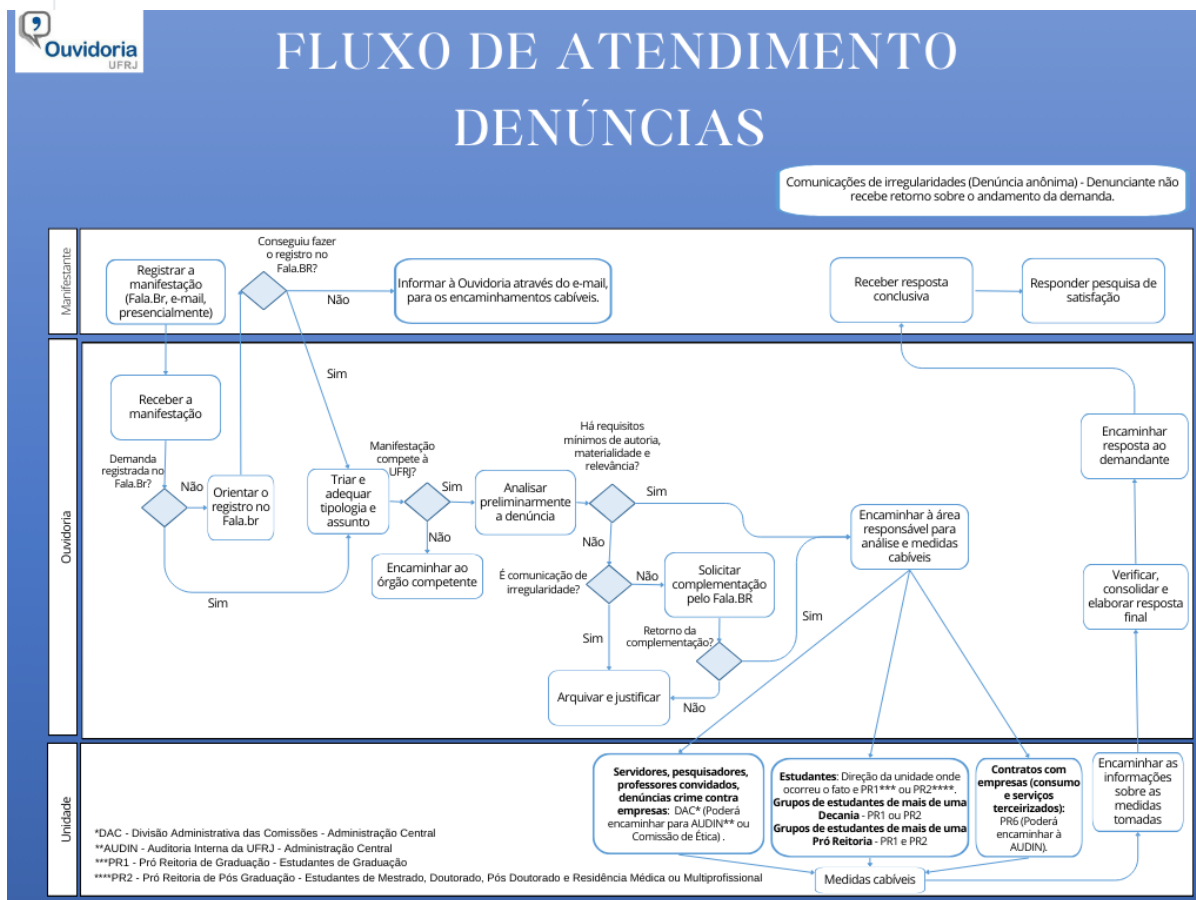 Ouvidoria
UFRJ
FLUXO DE ATENDIMENTO
DENÚNCIAS
Comunicações de irregularidades (Denúncia anônima) - Denunciante não
recebe retorno sobre o andamento da demanda.
Manifestante
Registrar a
manifestação
(Fala.Br, e-mail,
presencialmente)
Conseguiu fazer
o registro no
Fala.BR?
Não
Informar à Ouvidoria através do e-mail,
para os encaminhamentos cabíveis.
Receber resposta
conclusiva
Responder pesquisa de
satisfação
Ouvidoria
Sim
Receber a
manifestação
Demanda
registrada no
Fala.Br?
Não
Orientar o
registro no
Fala.br
Sim
Triar e
adequar
tipologia e
assunto
Manifestação
compete à
UFRJ?
Sim
Não
Encaminhar ao
órgão competente
Analisar
preliminarmente
a denúncia
Há requisitos
mínimos de autoria,
materialidade e
relevância?
Sim
Não
É comunicação de
irregularidade?
Não
Sim
Solicitar
complementação
pelo Fala.BR
Retorno da
complementação?
Sim
Não
Arquivar e justificar
Encaminhar à área
responsável para
análise e medidas
cabíveis
Encaminhar
resposta ao
demandante
Verificar,
consolidar e
elaborar resposta
final
Unidade
Servidores, pesquisadores,
professores convidados,
denúncias crime contra
empresas: DAC* (Poderá
encaminhar para AUDIN** ou
Comissão de Ética) .
Estudantes: Direção da unidade onde
ocorreu o fato e PR1*** ou PR2****.
Grupos de estudantes de mais de uma
Decania - PR1 ou PR2
Grupos de estudantes de mais de uma
Pró Reitoria - PR1 e PR2
Contratos com
empresas (consumo
e serviços
terceirizados):
PR6 (Poderá
encaminhar à
AUDIN).
Encaminhar as
informações
sobre as
medidas
tomadas
Medidas cabíveis
*DAC - Divisão Administrativa das Comissões - Administração Central
**AUDIN - Auditoria Interna da UFRJ - Administração Central
***PR1 - Pró Reitoria de Graduação - Estudantes de Graduação
****PR2 - Pró Reitoria de Pós Graduação - Estudantes de Mestrado, Doutorado, Pós Doutorado e Residência Médica ou Multiprofissional